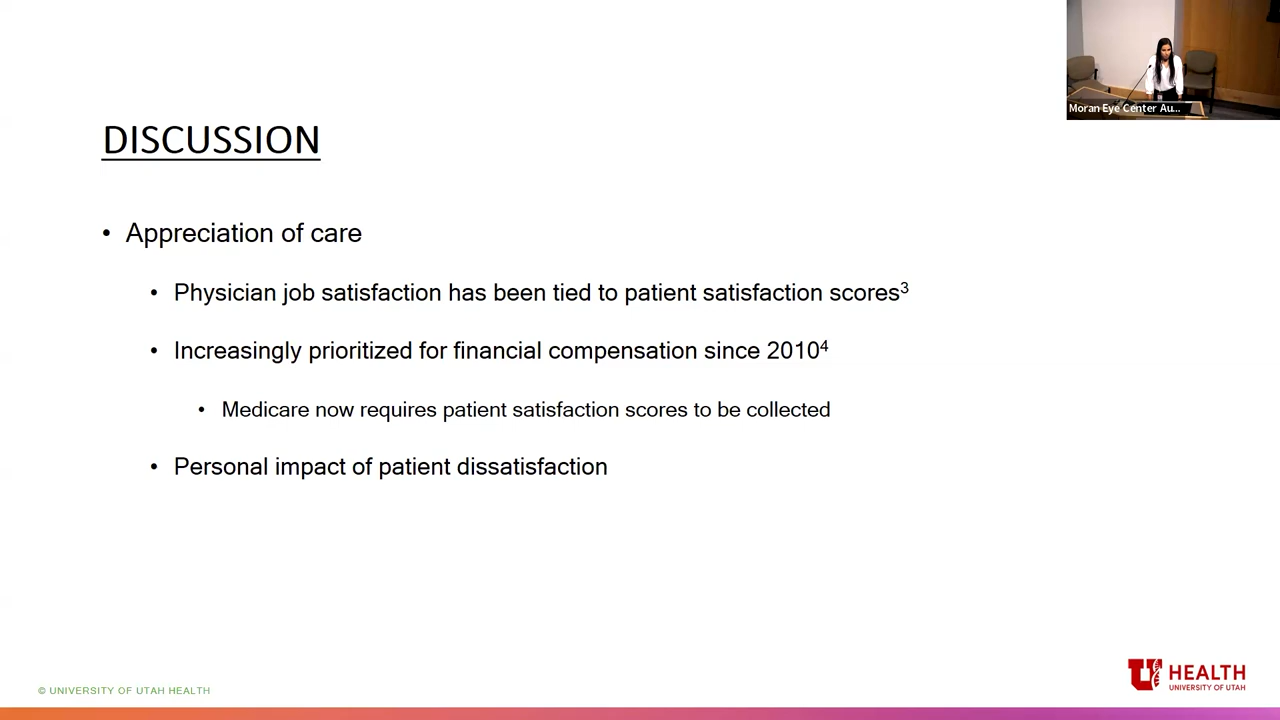 Moran Eye Center Au...
DISCUSSION
• Appreciation of care
• Physician job satisfaction has been tied to patient satisfaction scores³
• Increasingly prioritized for financial compensation since 2010⁴
• Medicare now requires patient satisfaction scores to be collected
• Personal impact of patient dissatisfaction
© UNIVERSITY OF UTAH HEALTH
U HEALTH
UNIVERSITY OF UTAH